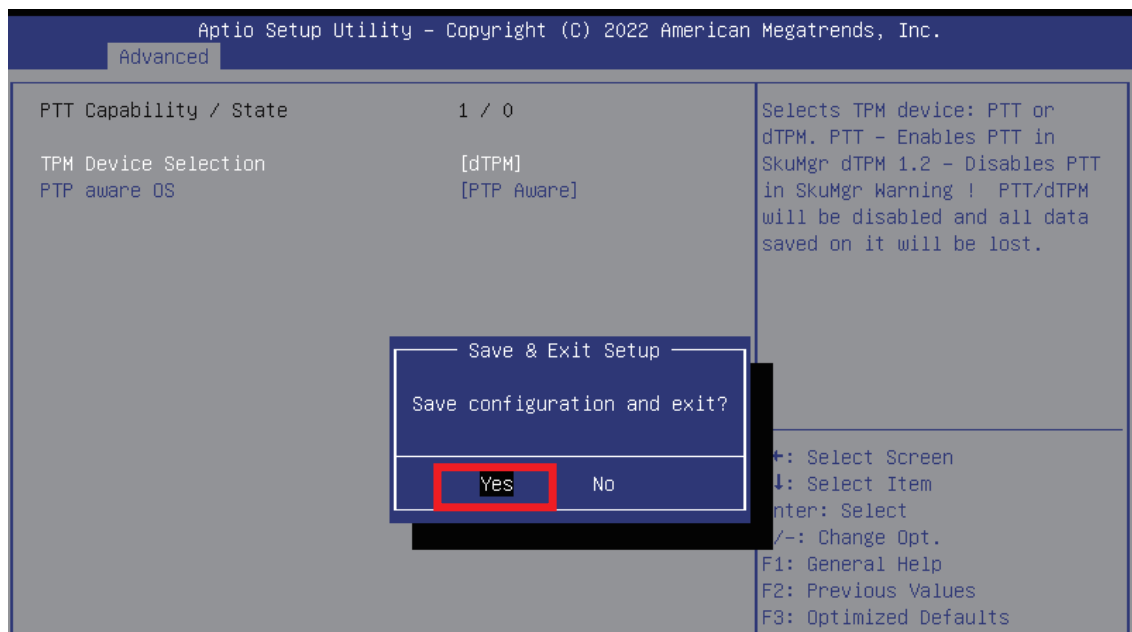 Aptio Setup Utility – Copyright (C) 2022 American Megatrends, Inc.
Advanced
PTT Capability / State 1 / 0
TPM Device Selection [dTPM]
PTP aware OS [PTP Aware]
Selects TPM device: PTT or
dTPM. PTT – Enables PTT in
SkuMgr dTPM 1.2 – Disables PTT
in SkuMgr Warning ! PTT/dTPM
will be disabled and all data
saved on it will be lost.
Save & Exit Setup
Save configuration and exit?
Yes No
: Select Screen
↓: Select Item
nter: Select
/-: Change Opt.
F1: General Help
F2: Previous Values
F3: Optimized Defaults